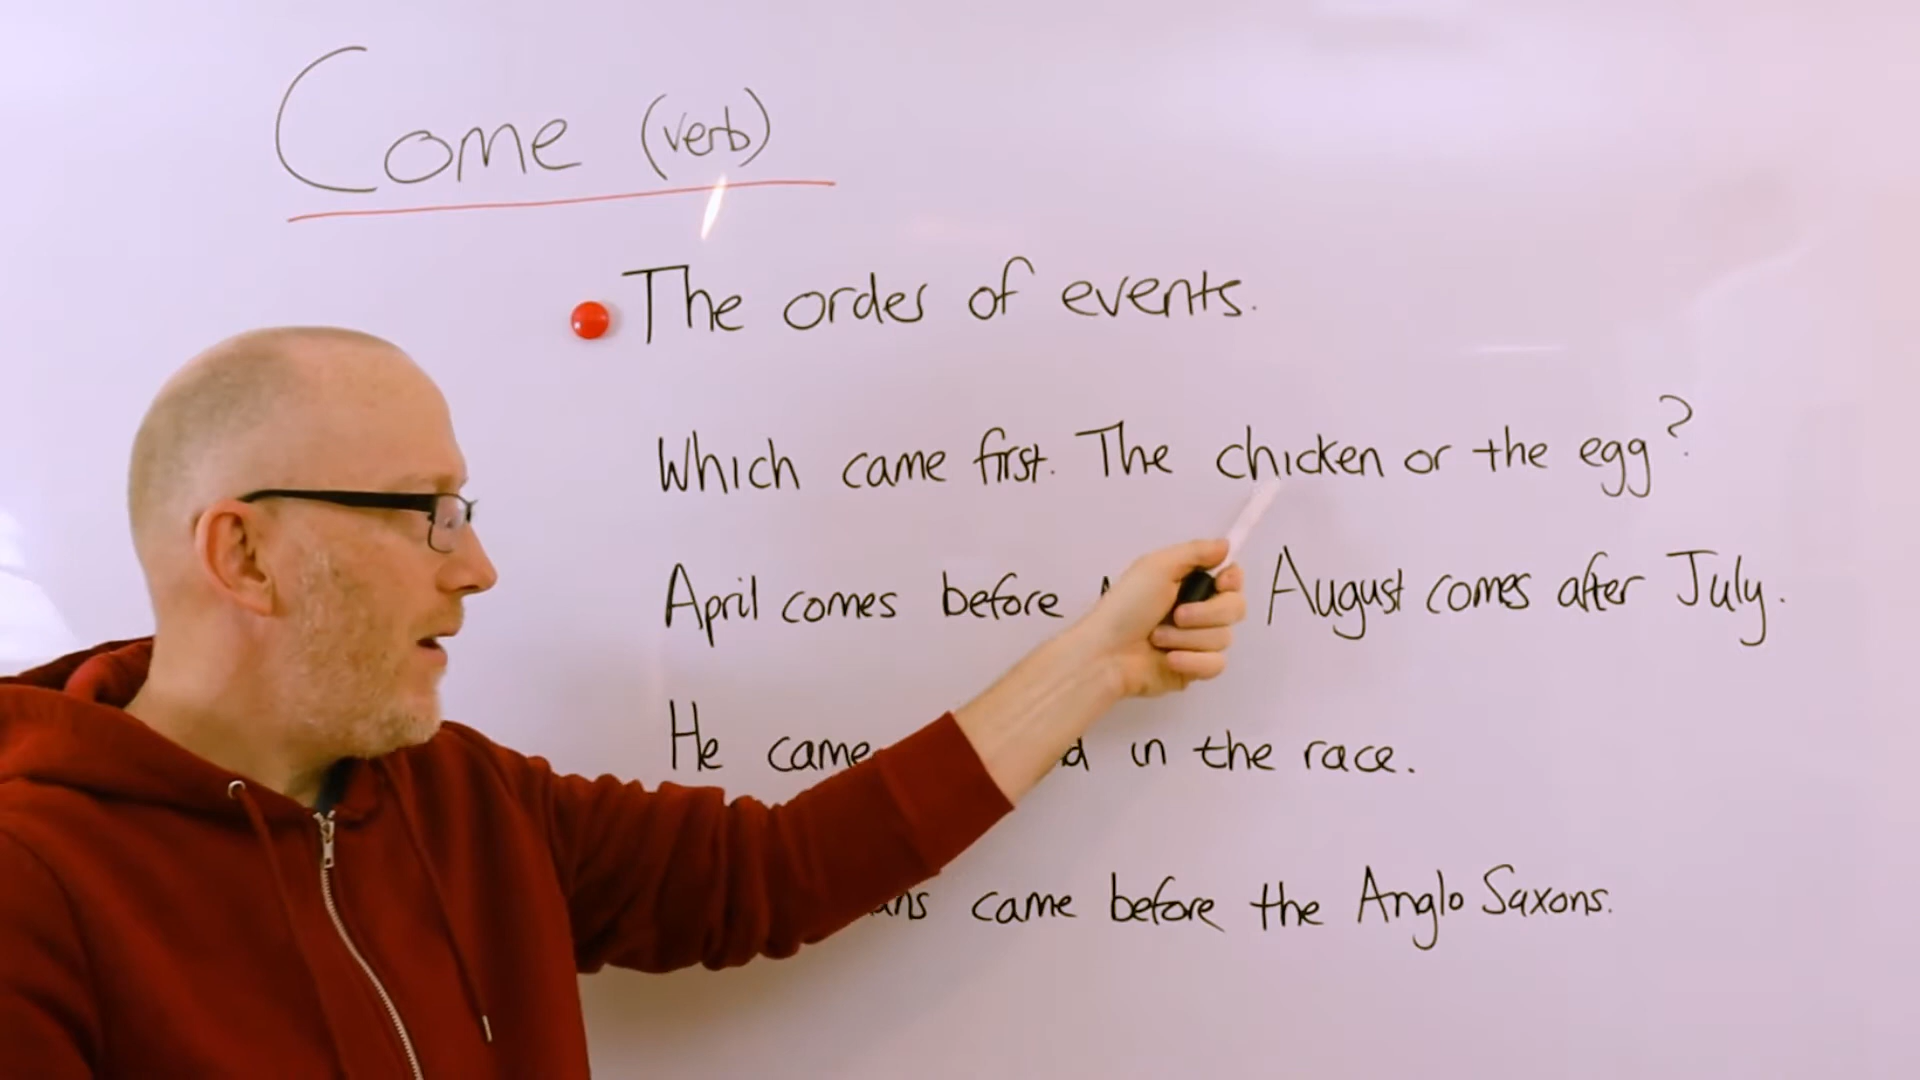 Come (verb)
The order of events.
Which came first. The chicken or the egg?
April comes before August comes after July.
He came in the race.
came before the Anglo Saxons.